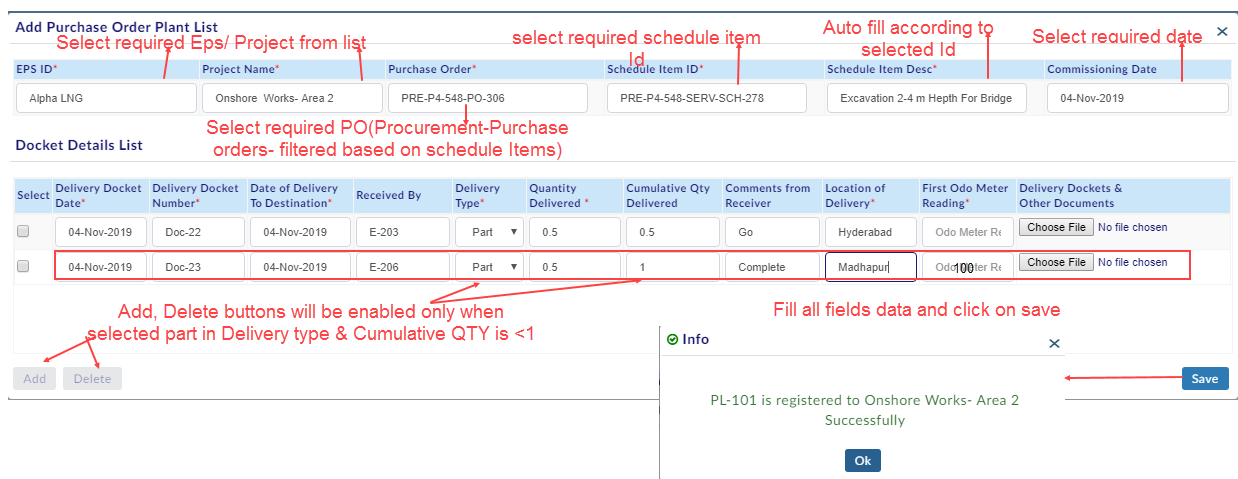 Add Purchase Order Plant List
Select required Eps/ Project from list
select required schedule item
Id
Auto fill according to
selected Id
Select required date
EPS ID*
Project Name*
Purchase Order*
Schedule Item ID*
Schedule Item Desc*
Commissioning Date
Alpha LNG
Onshore Works- Area 2
PRE-P4-548-PO-306
PRE-P4-548-SERV-SCH-278
Excavation 2-4 m Hepth For Bridge
04-Nov-2019
Select required PO(Procurement-Purchase
orders- filtered based on schedule Items)
Docket Details List
Select
Delivery Docket
Date*
Delivery Docket
Number*
Date of Delivery
To Destination*
Received By
Delivery
Type*
Quantity
Delivered *
Cumulative Qty
Delivered
Comments from
Receiver
Location of
Delivery*
First Odo Meter
Reading*
Delivery Dockets &
Other Documents
04-Nov-2019 Doc-22 04-Nov-2019 E-203 Part 0.5 0.5 Go Hyderabad Odo Meter Re Choose File No file chosen
04-Nov-2019 Doc-23 04-Nov-2019 E-206 Part 0.5 1 Complete Madhapur Odo Meter Re 100 Choose File No file chosen
Add, Delete buttons will be enabled only when
selected part in Delivery type & Cumulative QTY is <1
Fill all fields data and click on save
Add
Delete
Save
Info
PL-101 is registered to Onshore Works- Area 2
Successfully
Ok